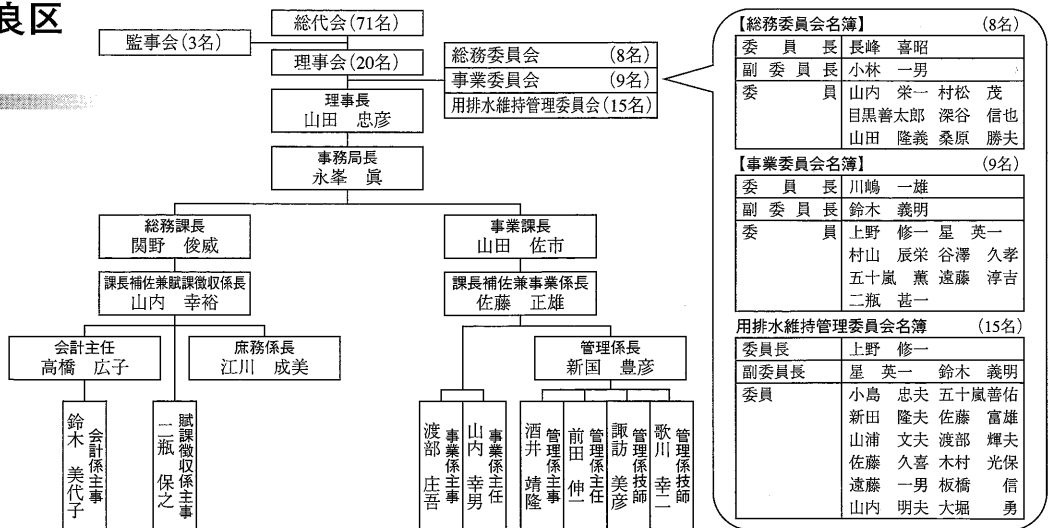 良区
総代会(71名)
監事会(3名)
理事会(20名)
総務委員会 (8名)
事業委員会 (9名)
用排水維持管理委員会(15名)
理事長
山田 忠彦
事務局長
永峯 眞
総務課長
関野 俊威
事業課長
山田 佐市
課長補佐兼賦課徴収係長
山内 幸裕
課長補佐兼事業係長
佐藤 正雄
会計主任
高橋 広子
庶務係長
江川 成美
管理係長
新国 豊彦
会計係主事
鈴木 美代子
賦課徴収係主事
二瓶 保之
事業係主事
渡部 庄吾
事業係主任
山内 幸男
管理係主事
酒井 靖隆
管理係主任
前田 伸一
管理係技師
諏訪 美彦
管理係技師
歌川 幸二
【総務委員会名簿】 (8名)
委員長 長峰 喜昭
副委員長 小林 一男
委員 山内 栄一 村松 茂
目黒善太郎 深谷 信也
山田 隆義 桑原 勝夫
【事業委員会名簿】 (9名)
委員長 川嶋 一雄
副委員長 鈴木 義明
委員 上野 修一 星 英一
村山 辰栄 谷澤 久孝
五十嵐 薫 遠藤 淳吉
二瓶 甚一
用排水維持管理委員会名簿 (15名)
委員長 上野 修一
副委員長 星 英一 鈴木 義明
委員 小島 忠夫 五十嵐善佑
新田 隆夫 佐藤 富雄
山浦 文夫 渡部 輝夫
佐藤 久喜 木村 光保
遠藤 一男 板橋 信
山内 明夫 大堀 勇